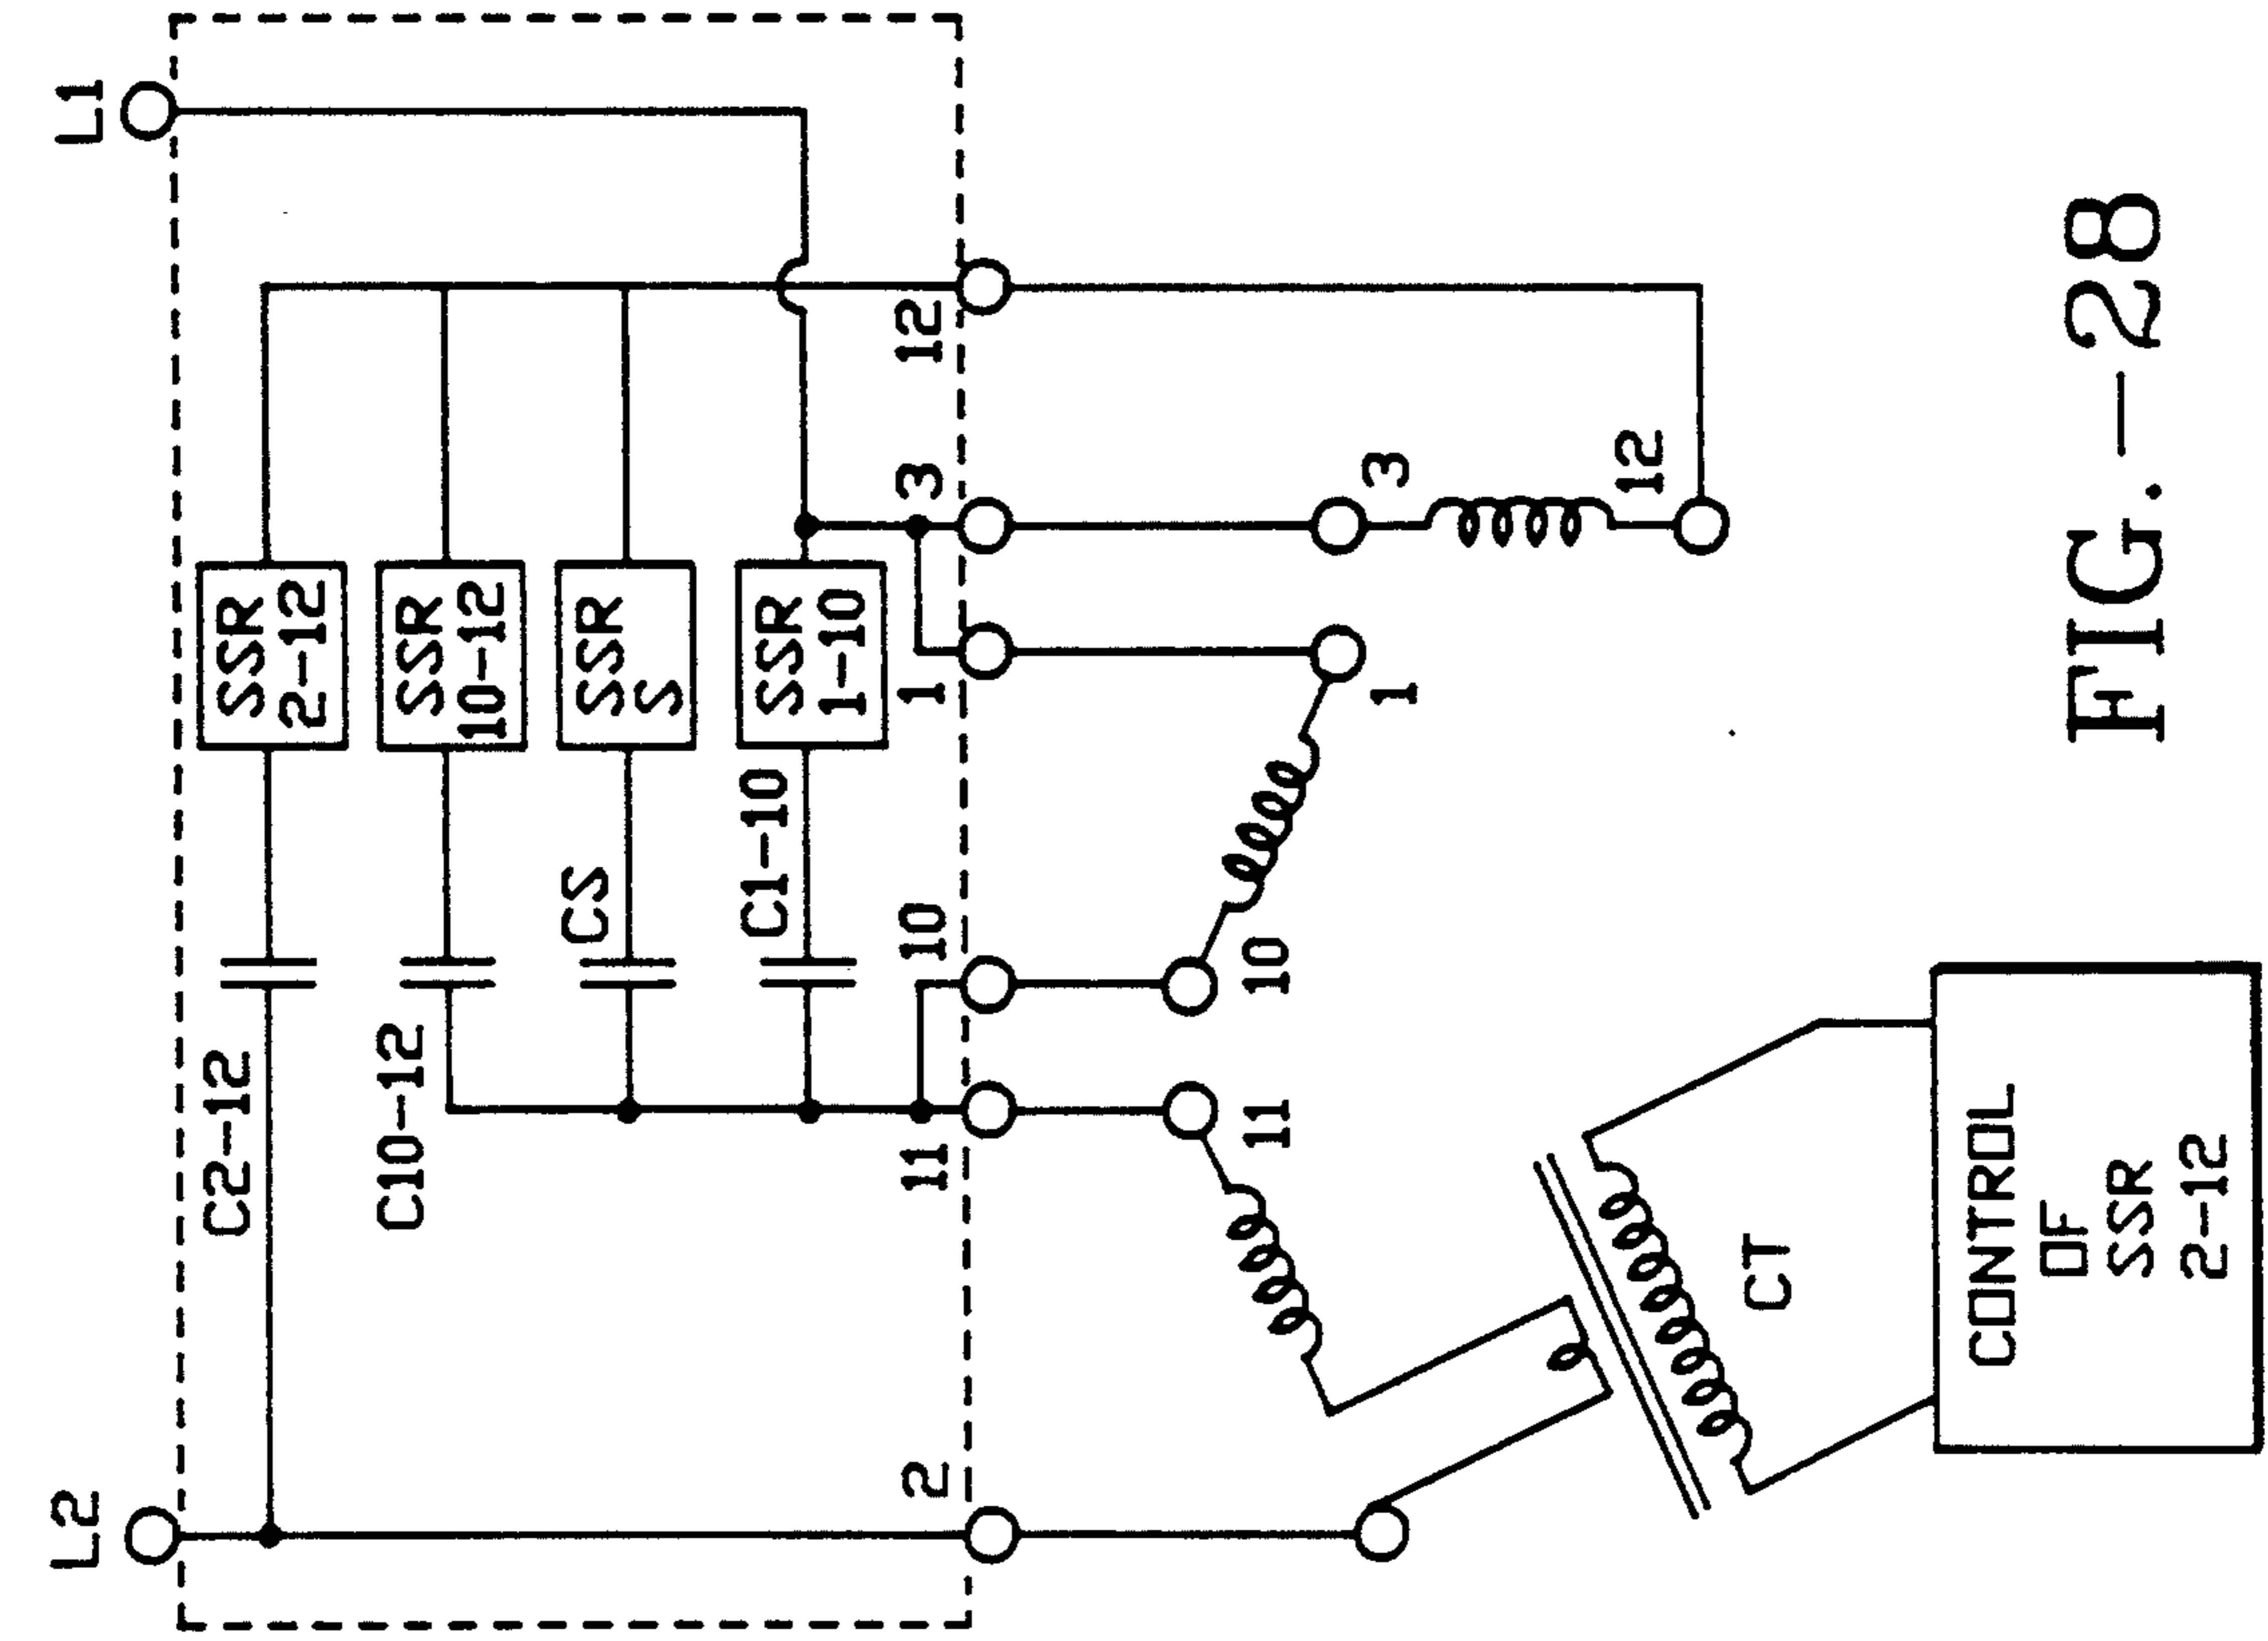 L2
L1
C2-12
SSR
2-12
C10-12
SSR
10-12
CS
SSR
S
C1-10
SSR
1-10
2
11
10
1
3
12
11
10
1
3
12
CT
CONTROL
OF
SSR
2-12
FIG.-28